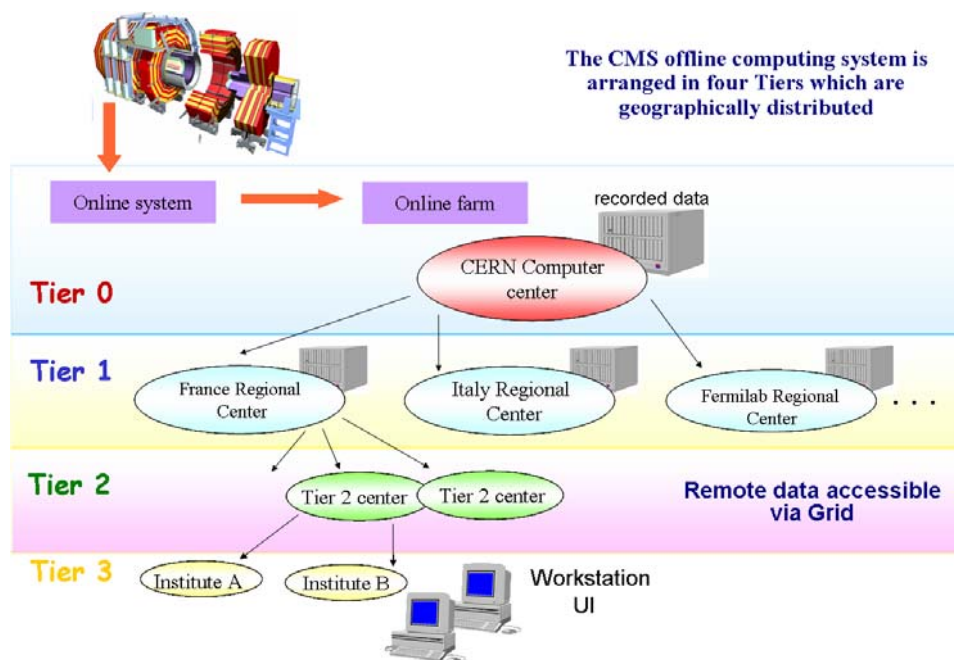 The CMS offline computing system is
arranged in four Tiers which are
geographically distributed
Online system
Online farm
recorded data
CERN Computer
center
Tier 0
Tier 1
France Regional
Center
Italy Regional
Center
Fermilab Regional
Center
. . .
Tier 2
Tier 2 center
Tier 2 center
Remote data accessible
via Grid
Tier 3
Institute A
Institute B
Workstation
UI